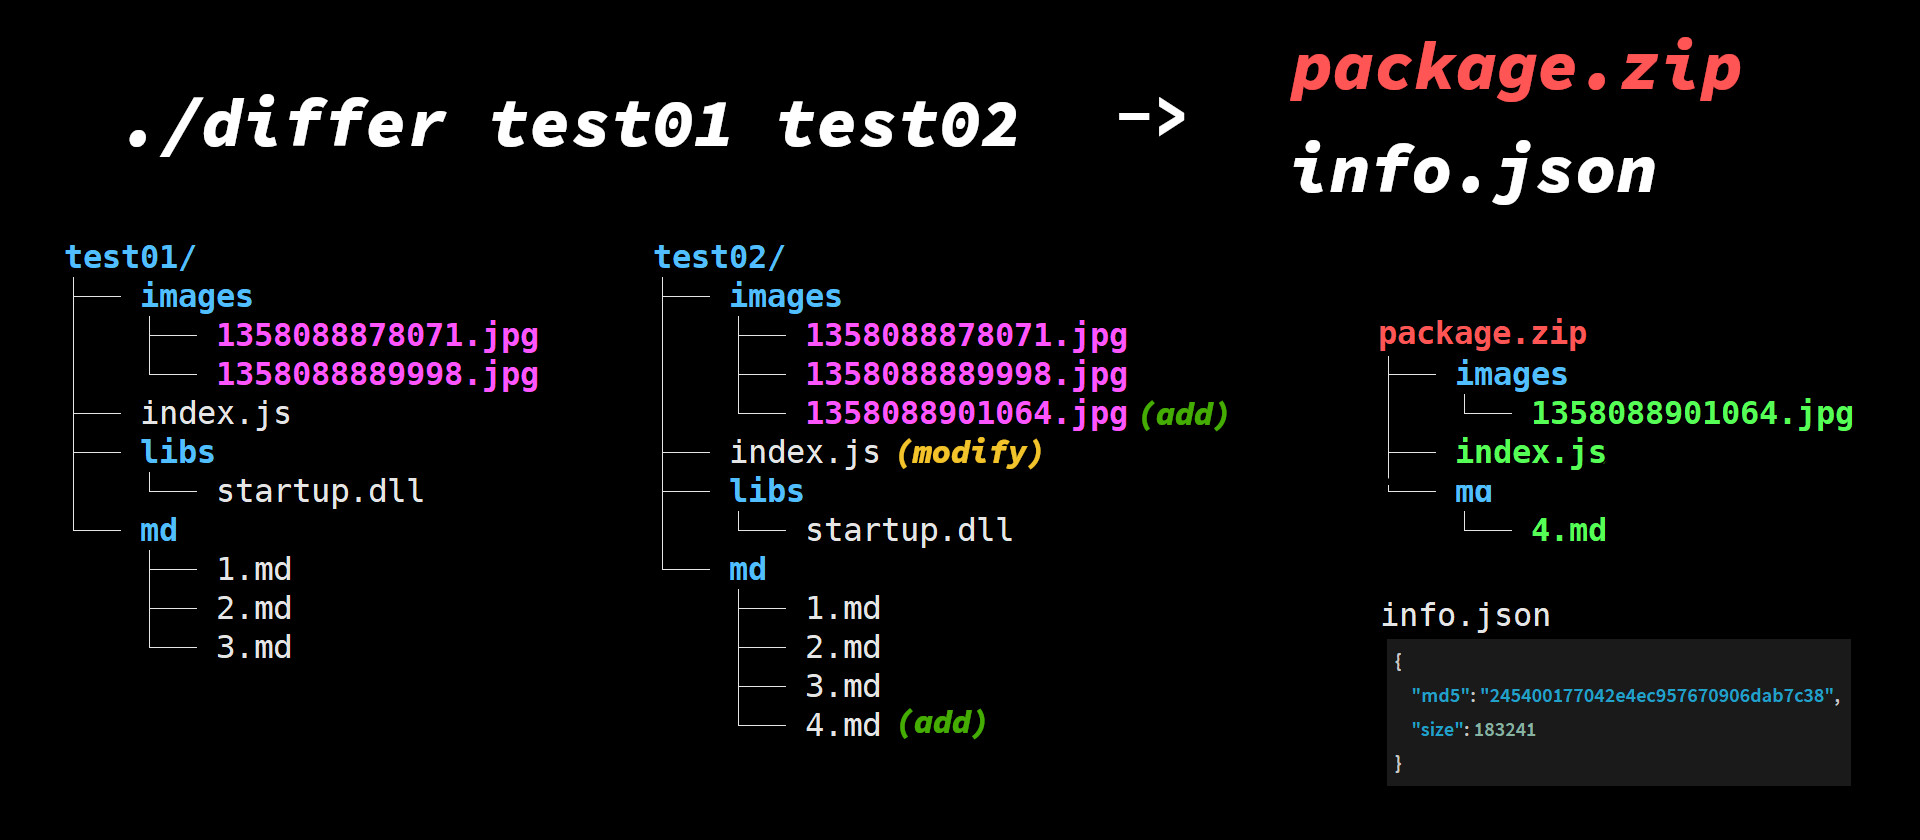 ./differ test01 test02 -> package.zip
info.json
test01/
images
1358088878071.jpg
1358088889998.jpg
index.js
libs
startup.dll
md
1.md
2.md
3.md
test02/
images
1358088878071.jpg
1358088889998.jpg
1358088901064.jpg (add)
index.js (modify)
libs
startup.dll
md
1.md
2.md
3.md
4.md (add)
package.zip
images
1358088901064.jpg
index.js
md
4.md
info.json
{
"md5": "245400177042e4ec957670906dab7c38",
"size": 183241
}